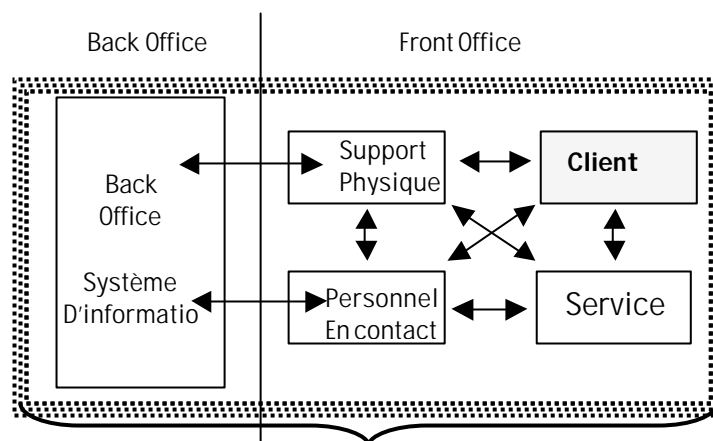 Back Office
Front Office
Back
Office
Système
D'informatio
Support
Physique
Client
Personnel
En contact
Service